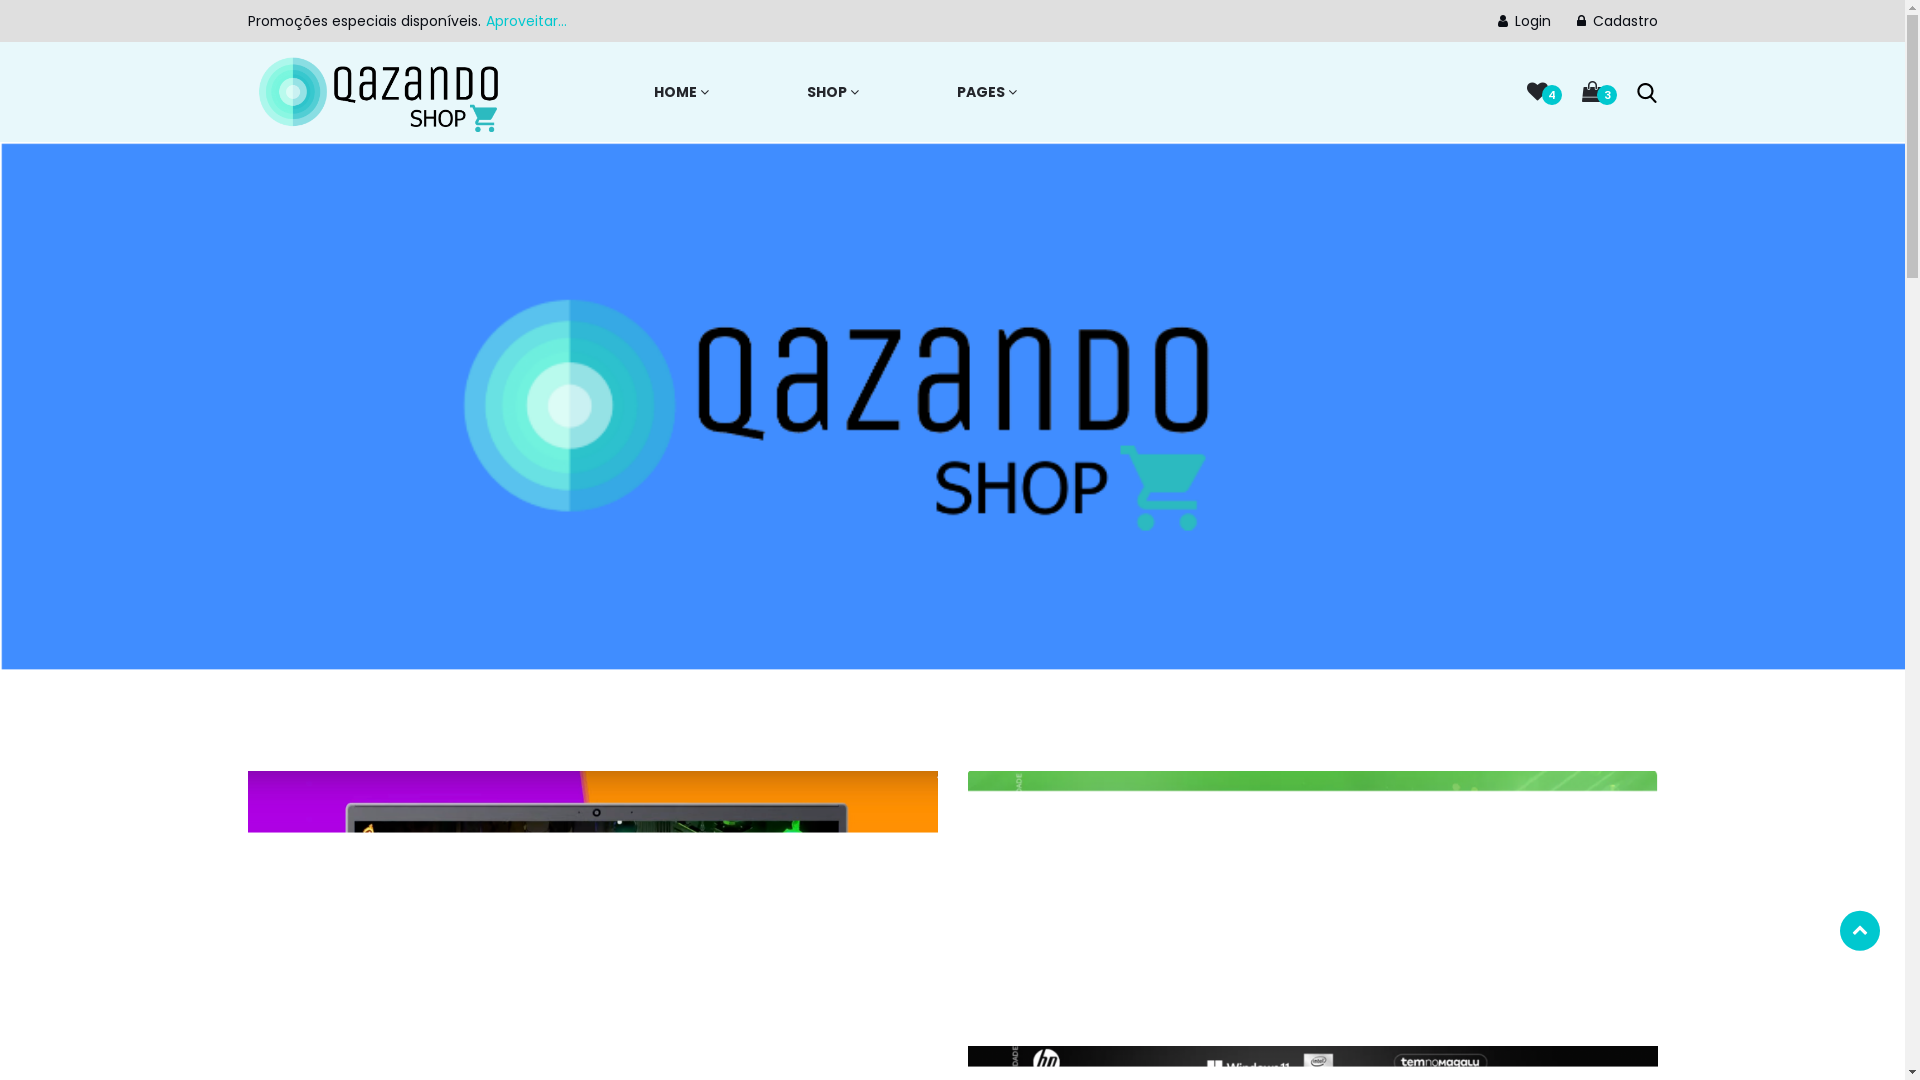 Promoções especiais disponíveis. Aproveitar...
Login
Cadastro
QAZANDO
SHOP
HOME
SHOP
PAGES
4
3
QAZANDO
SHOP
hp
Windows 11
intel
temnomagalu